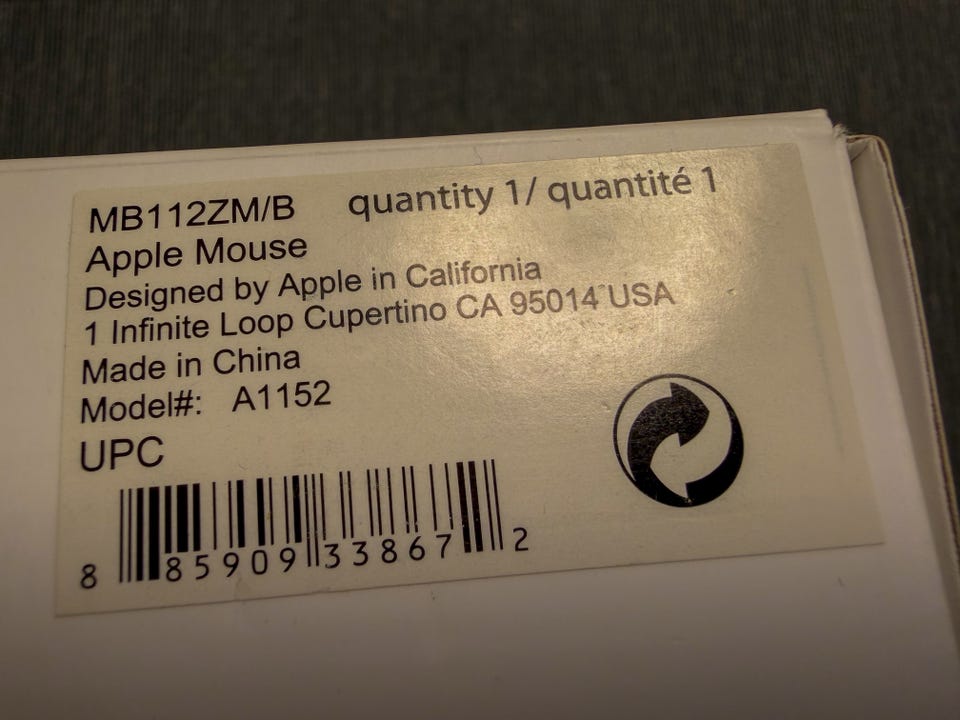 MB112ZM/B quantity 1/ quantité 1
Apple Mouse
Designed by Apple in California
1 Infinite Loop Cupertino CA 95014 USA
Made in China
Model#: A1152
UPC
8 85909 33867 2